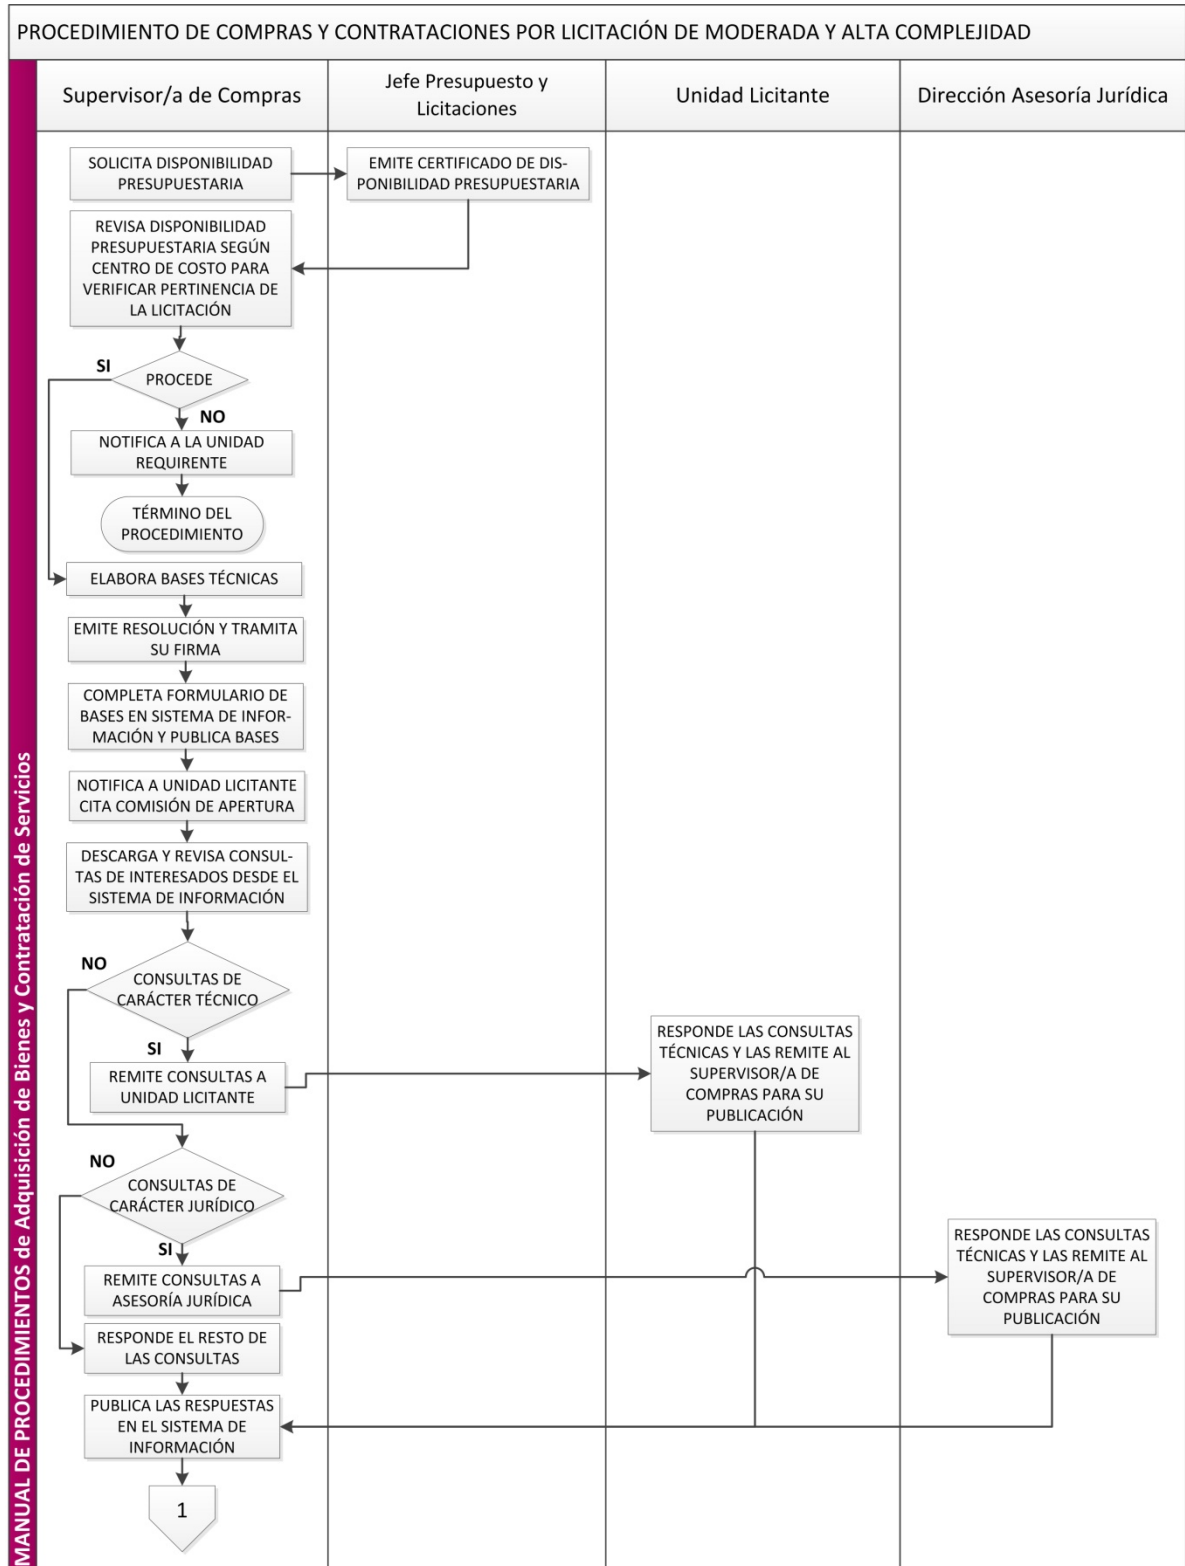 PROCEDIMIENTO DE COMPRAS Y CONTRATACIONES POR LICITACIÓN DE MODERADA Y ALTA COMPLEJIDAD
MANUAL DE PROCEDIMIENTOS de Adquisición de Bienes y Contratación de Servicios
Supervisor/a de Compras
Jefe Presupuesto y
Licitaciones
Unidad Licitante
Dirección Asesoría Jurídica
SOLICITA DISPONIBILIDAD
PRESUPUESTARIA
EMITE CERTIFICADO DE DIS-
PONIBILIDAD PRESUPUESTARIA
REVISA DISPONIBILIDAD
PRESUPUESTARIA SEGÚN
CENTRO DE COSTO PARA
VERIFICAR PERTINENCIA DE
LA LICITACIÓN
SI
PROCEDE
NO
NOTIFICA A LA UNIDAD
REQUIRENTE
TÉRMINO DEL
PROCEDIMIENTO
ELABORA BASES TÉCNICAS
EMITE RESOLUCIÓN Y TRAMITA
SU FIRMA
COMPLETA FORMULARIO DE
BASES EN SISTEMA DE INFOR-
MACIÓN Y PUBLICA BASES
NOTIFICA A UNIDAD LICITANTE
CITA COMISIÓN DE APERTURA
DESCARGA Y REVISA CONSUL-
TAS DE INTERESADOS DESDE EL
SISTEMA DE INFORMACIÓN
NO
CONSULTAS DE
CARÁCTER TÉCNICO
SI
REMITE CONSULTAS A
UNIDAD LICITANTE
RESPONDE LAS CONSULTAS
TÉCNICAS Y LAS REMITE AL
SUPERVISOR/A DE
COMPRAS PARA SU
PUBLICACIÓN
NO
CONSULTAS DE
CARÁCTER JURÍDICO
SI
REMITE CONSULTAS A
ASESORÍA JURÍDICA
RESPONDE LAS CONSULTAS
TÉCNICAS Y LAS REMITE AL
SUPERVISOR/A DE
COMPRAS PARA SU
PUBLICACIÓN
RESPONDE EL RESTO DE
LAS CONSULTAS
PUBLICA LAS RESPUESTAS
EN EL SISTEMA DE
INFORMACIÓN
1